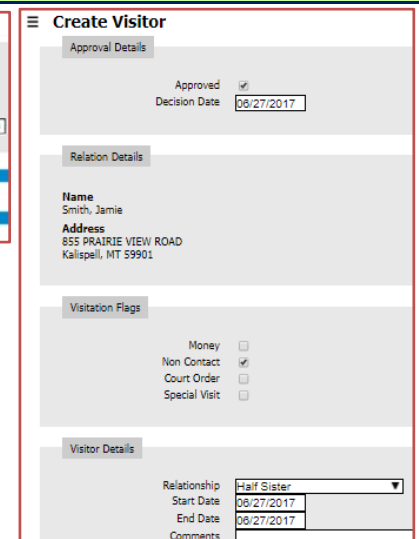 ≡ Create Visitor
Approval Details
Approved
Decision Date 06/27/2017
Relation Details
Name
Smith, Jamie
Address
855 PRAIRIE VIEW ROAD
Kalispell, MT 59901
Visitation Flags
Money
Non Contact
Court Order
Special Visit
Visitor Details
Relationship Half Sister
Start Date 06/27/2017
End Date 06/27/2017
Comments